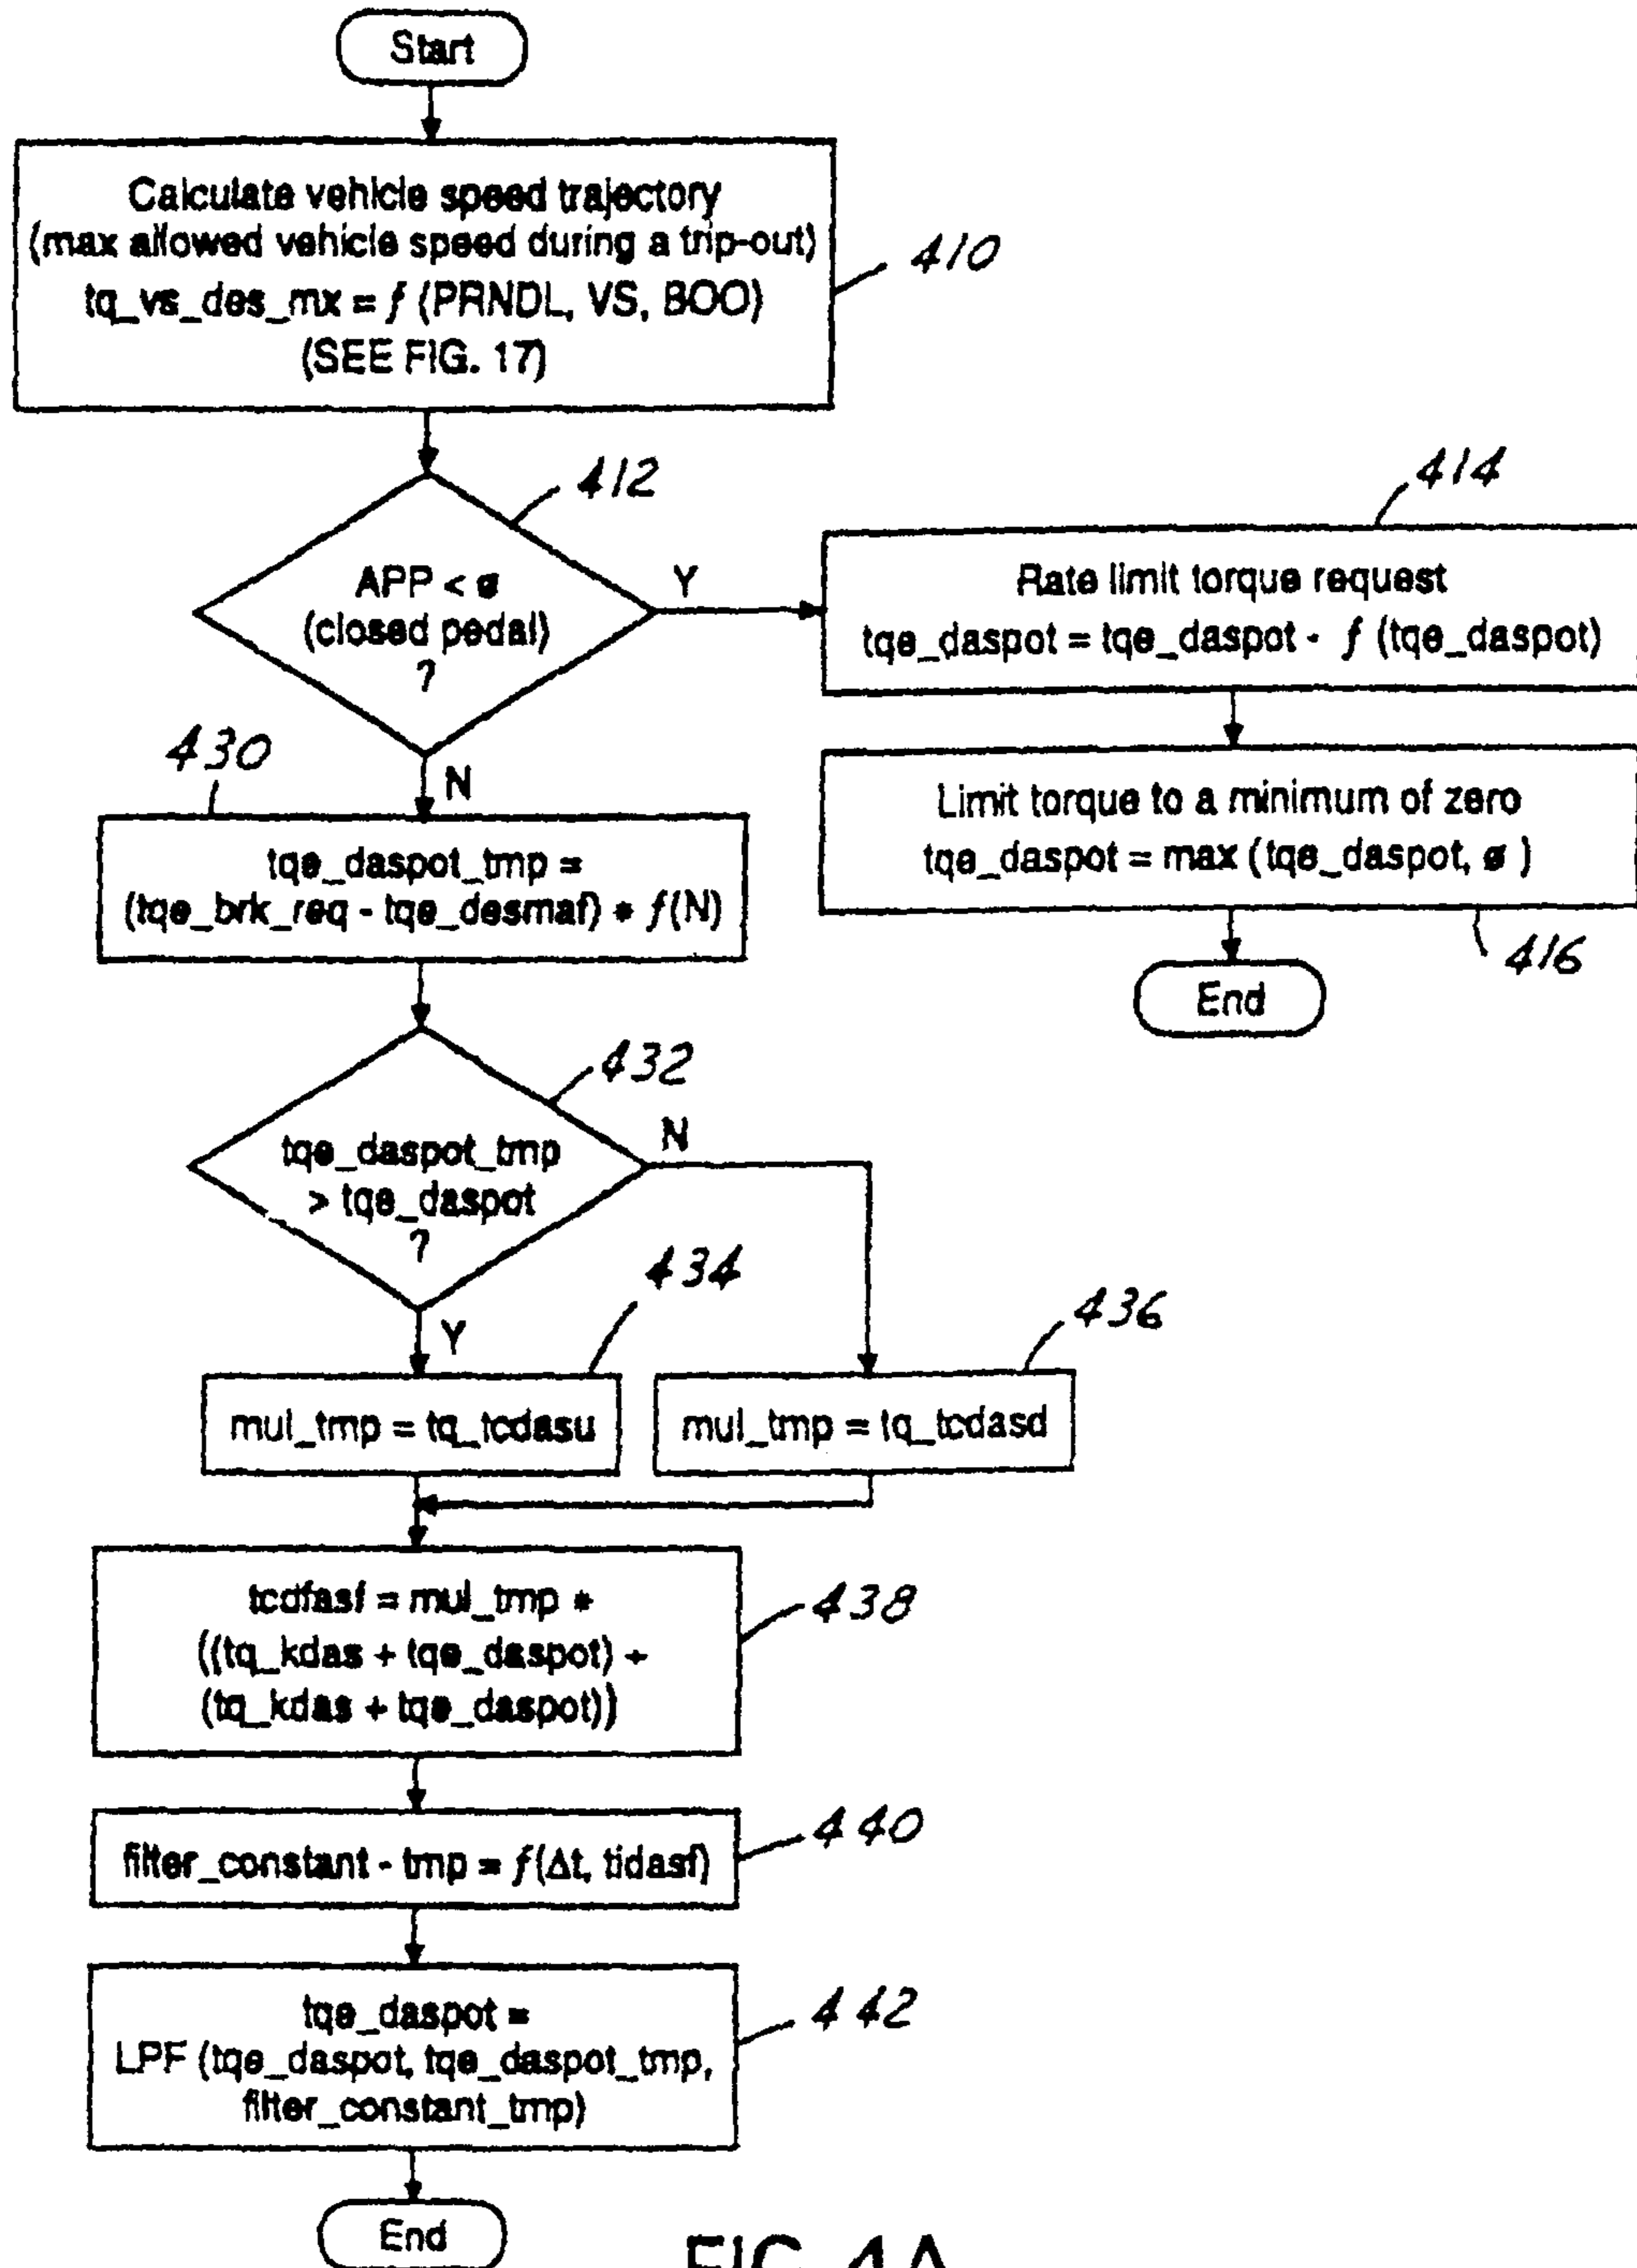 Start
Calculate vehicle speed trajectory
(max allowed vehicle speed during a trip-out)
tq_vs_des_mx = f (PRNDL, VS, BOO)
(SEE FIG. 17)
410
412
APP < ø
(closed pedal)
?
Y
N
414
Rate limit torque request
tqe_daspot = tqe_daspot - f (tqe_daspot)
Limit torque to a minimum of zero
tqe_daspot = max (tqe_daspot, ø )
416
End
430
tqe_daspot_tmp =
(tqe_brk_req - tqe_desmaf) * f(N)
432
tqe_daspot_tmp
> tqe_daspot
?
N
Y
434
mul_tmp = tq_tcdasu
436
mul_tmp = tq_tcdasd
tcdfasf = mul_tmp *
((tq_kdas + tqe_daspot) ÷
(tq_kdas + tqe_daspot))
438
filter_constant - tmp = f(Δt, tidasf)
440
tqe_daspot =
LPF (tqe_daspot, tqe_daspot_tmp,
filter_constant_tmp)
442
End
FIG. 4A